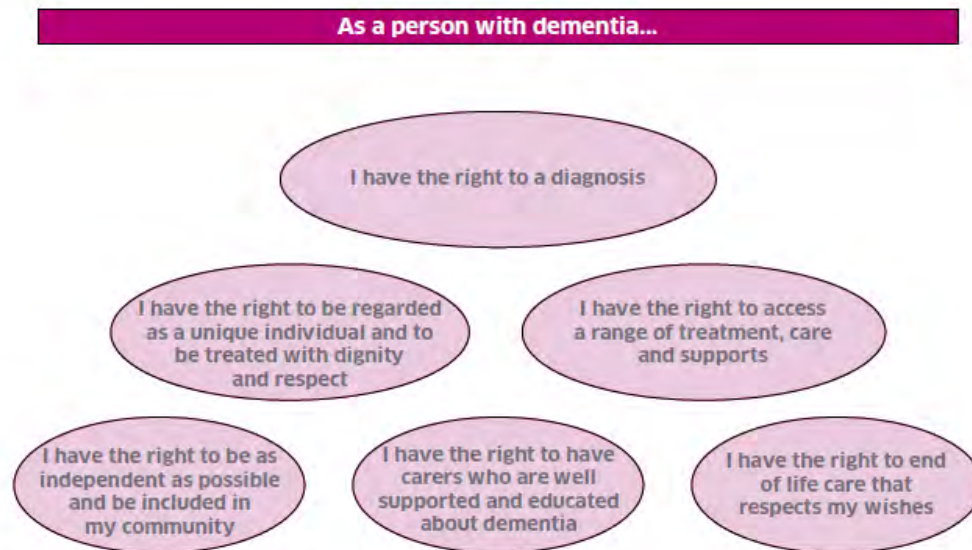 As a person with dementia...
I have the right to a diagnosis
I have the right to be regarded
as a unique individual and to
be treated with dignity
and respect
I have the right to access
a range of treatment, care
and supports
I have the right to be as
independent as possible
and be included in
my community
I have the right to have
carers who are well
supported and educated
about dementia
I have the right to end
of life care that
respects my wishes